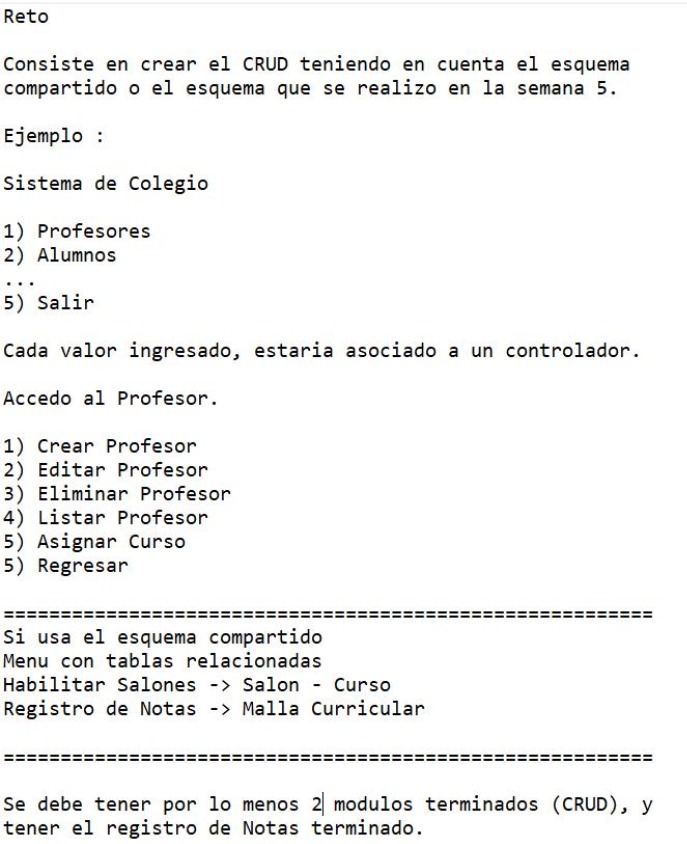 Reto
Consiste en crear el CRUD teniendo en cuenta el esquema
compartido o el esquema que se realizo en la semana 5.
Ejemplo :
Sistema de Colegio
1) Profesores
2) Alumnos
...
5) Salir
Cada valor ingresado, estaria asociado a un controlador.
Accedo al Profesor.
1) Crear Profesor
2) Editar Profesor
3) Eliminar Profesor
4) Listar Profesor
5) Asignar Curso
5) Regresar
=========================================================
Si usa el esquema compartido
Menu con tablas relacionadas
Habilitar Salones -> Salon - Curso
Registro de Notas -> Malla Curricular
=========================================================
Se debe tener por lo menos 2 modulos terminados (CRUD), y
tener el registro de Notas terminado.